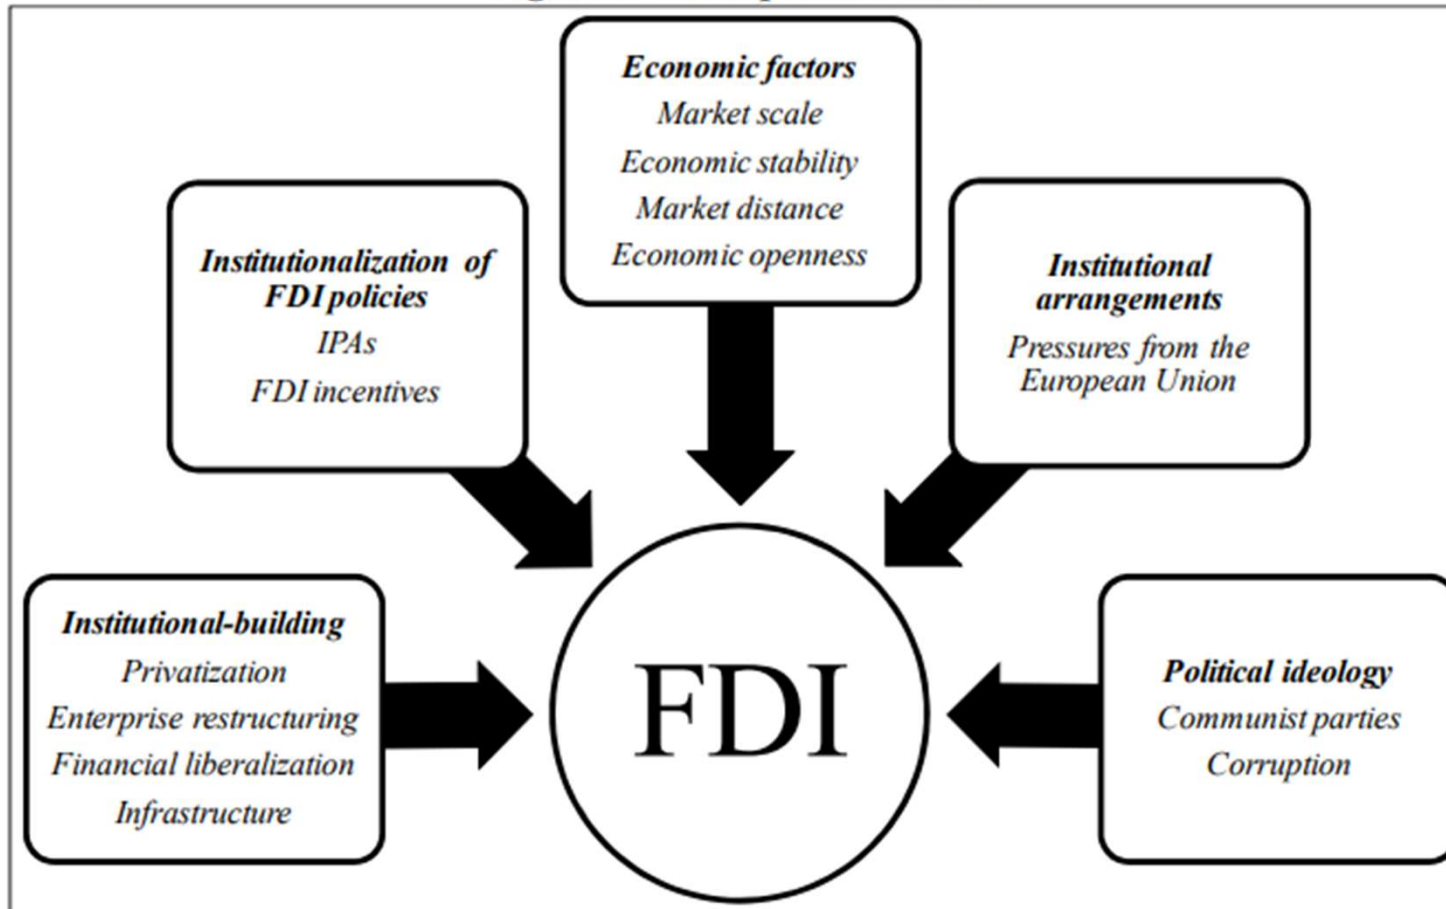 Economic factors
Market scale
Economic stability
Market distance
Economic openness
Institutionalization of
FDI policies
IPAs
FDI incentives
Institutional
arrangements
Pressures from the
European Union
Institutional-building
Privatization
Enterprise restructuring
Financial liberalization
Infrastructure
FDI
Political ideology
Communist parties
Corruption